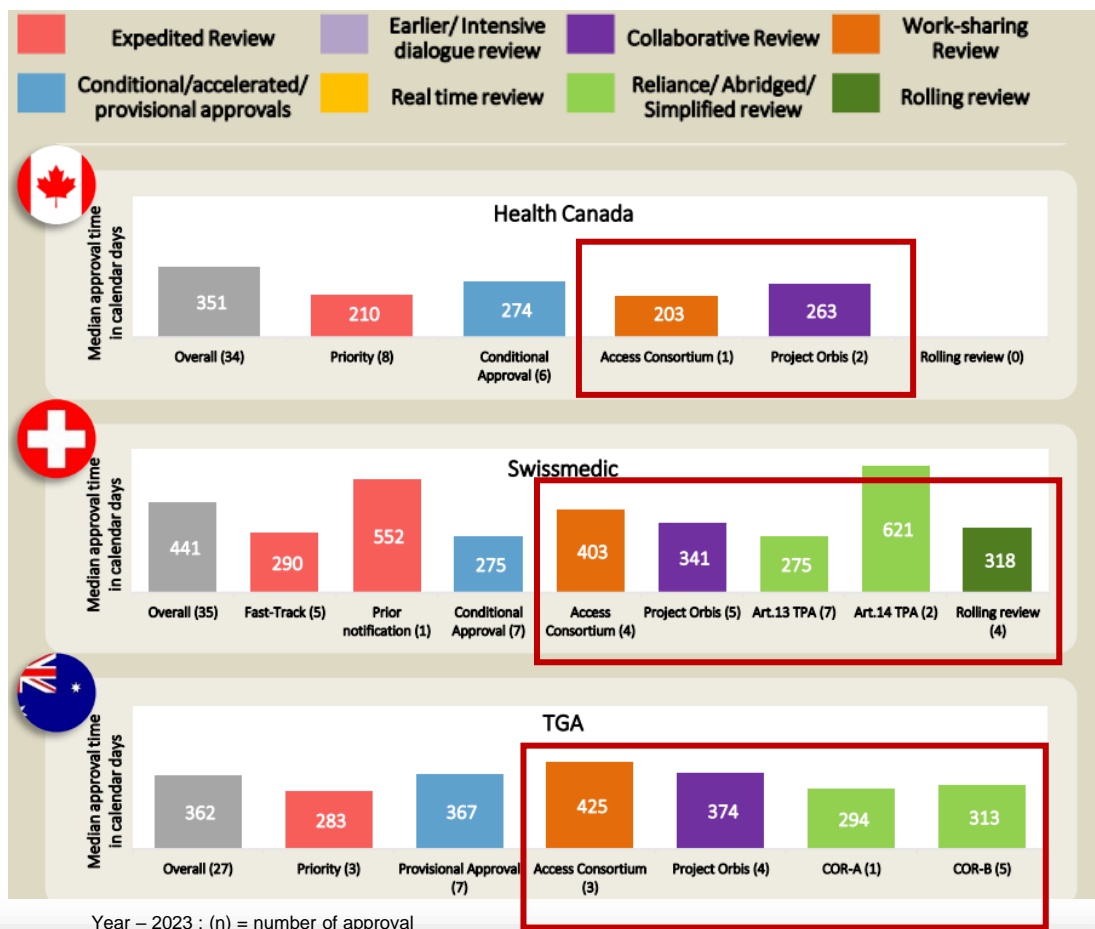 Expedited Review
Earlier/ Intensive
dialogue review
Collaborative Review
Work-sharing
Review
Conditional/accelerated/
provisional approvals
Real time review
Reliance/ Abridged/
Simplified review
Rolling review
Health Canada
Median approval time
in calendar days
351
210
274
203
263
Overall (34)
Priority (8)
Conditional
Approval (6)
Access Consortium (1)
Project Orbis (2)
Rolling review (0)
Swissmedic
Median approval time
in calendar days
441
290
552
275
403
341
275
621
318
Overall (35)
Fast-Track (5)
Prior
notification (1)
Conditional
Approval (7)
Access
Consortium (4)
Project Orbis (5)
Art.13 TPA (7)
Art.14 TPA (2)
Rolling review
(4)
TGA
Median approval time
in calendar days
362
283
367
425
374
294
313
Overall (27)
Priority (3)
Provisional Approval
(7)
Access Consortium
(3)
Project Orbis (4)
COR-A (1)
COR-B (5)
Year – 2023 ; (n) = number of approval